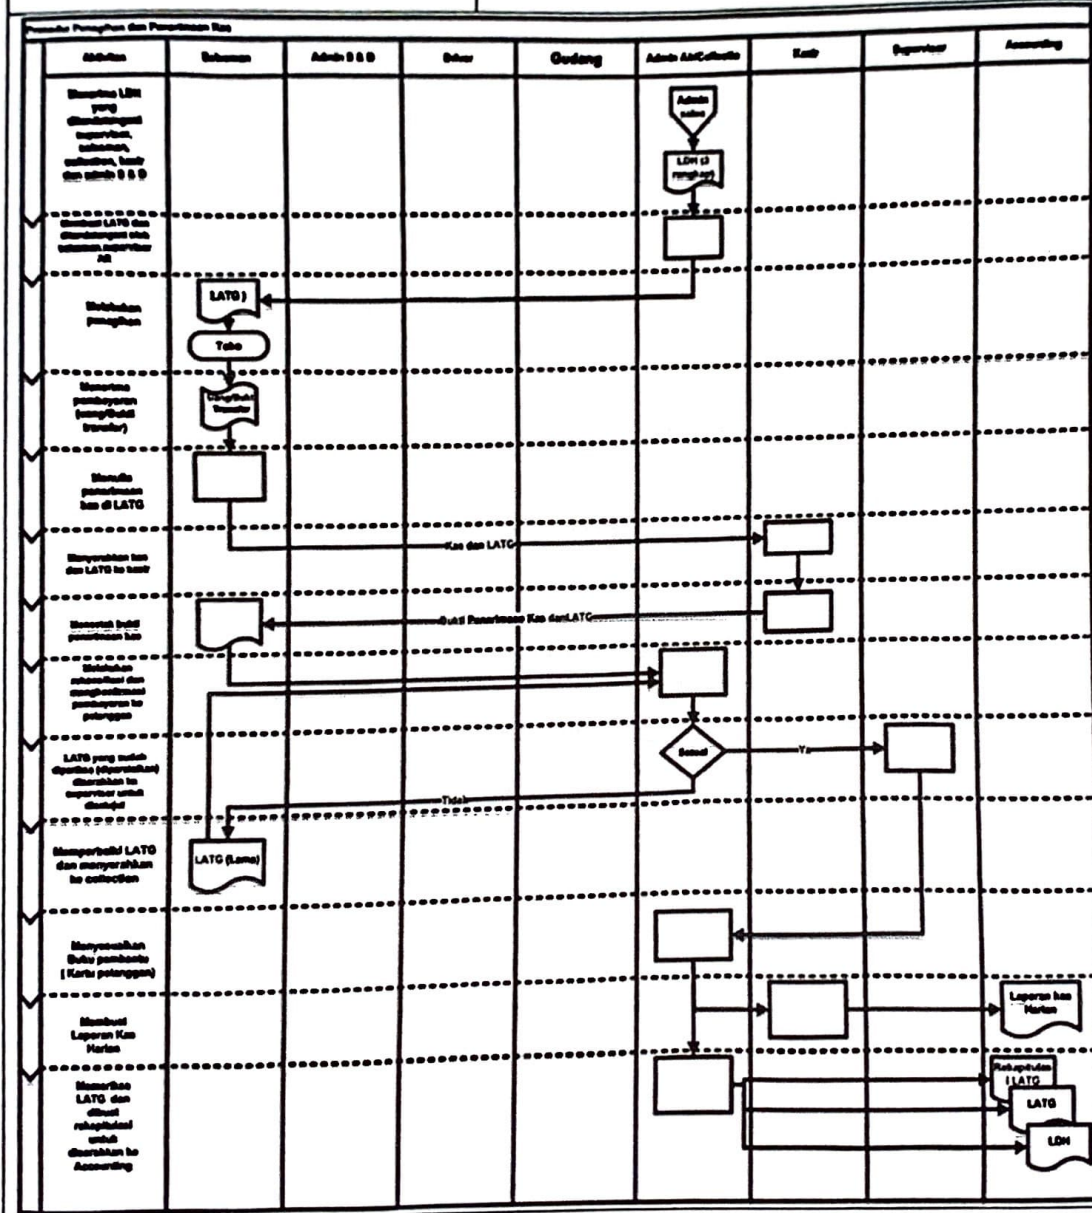 Prosedur Penagihan dan Penerimaan Kas
Aktivitas
Salesman
Admin S & D
Driver
Gudang
Admin AR/Collectio
Kasir
Supervisor
Accounting
Menerima LDH
yang
ditandatangani
supervisor,
salesman,
collection, kasir
dan admin S & D
Admin
sales
LDH (3
rangkap)
Membuat LATG dan
ditandatangani oleh
salesman supervisor
AR
Melakukan
penagihan
LATG )
Toko
Menerima
pembayaran
(uang/Bukti
transfer)
Uang/Bukti
Transfer
Menulis
penerimaan
kas di LATG
Menyerahkan kas
dan LATG ke kasir
Kas dan LATG
Mencetak bukti
penerimaan kas
Bukti Penerimaan Kas danLATG
Melakukan
rekonsiliasi dan
mengkonfirmasi
pembayaran ke
pelanggan
LATG yang sudah
diperiksa
diserahkan ke
supervisor untuk
disetujui
Sesuai
Ya
Tidak
Memperbaiki LATG
dan menyerahkan
ke collection
LATG (Lama)
Menyesuaikan
Buku pembantu
( Kartu pelanggan)
Membuat
Laporan Kas
Harian
Laporan kas
Harian
Memeriksa
LATG dan
dibuat
rekapitulasi
untuk
diserahkan ke
Accounting
Rekapitulas
i LATG
LATG
LDH